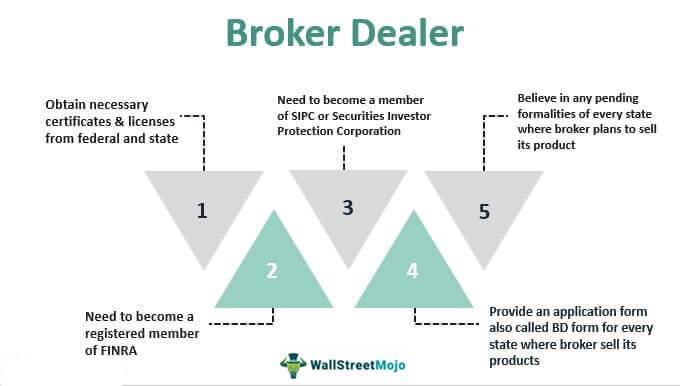 Broker Dealer
Obtain necessary
certificates & licenses
from federal and state
Need to become a member
of SIPC or Securities Investor
Protection Corporation
Believe in any pending
formalities of every state
where broker plans to sell
its product
1
3
5
2
4
Need to become a
registered member
of FINRA
Provide an application form
also called BD form for every
state where broker sell its
products
WallStreetMojo